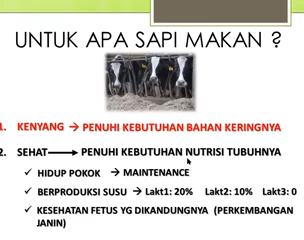 UNTUK APA SAPI MAKAN ?
1. KENYANG → PENUHI KEBUTUHAN BAHAN KERINGNYA
2. SEHAT → PENUHI KEBUTUHAN NUTRISI TUBUHNYA
✓ HIDUP POKOK → MAINTENANCE
✓ BERPRODUKSI SUSU → Lakt1: 20% Lakt2: 10% Lakt3: 0
✓ KESEHATAN FETUS YG DIKANDUNGNYA (PERKEMBANGAN
JANIN)